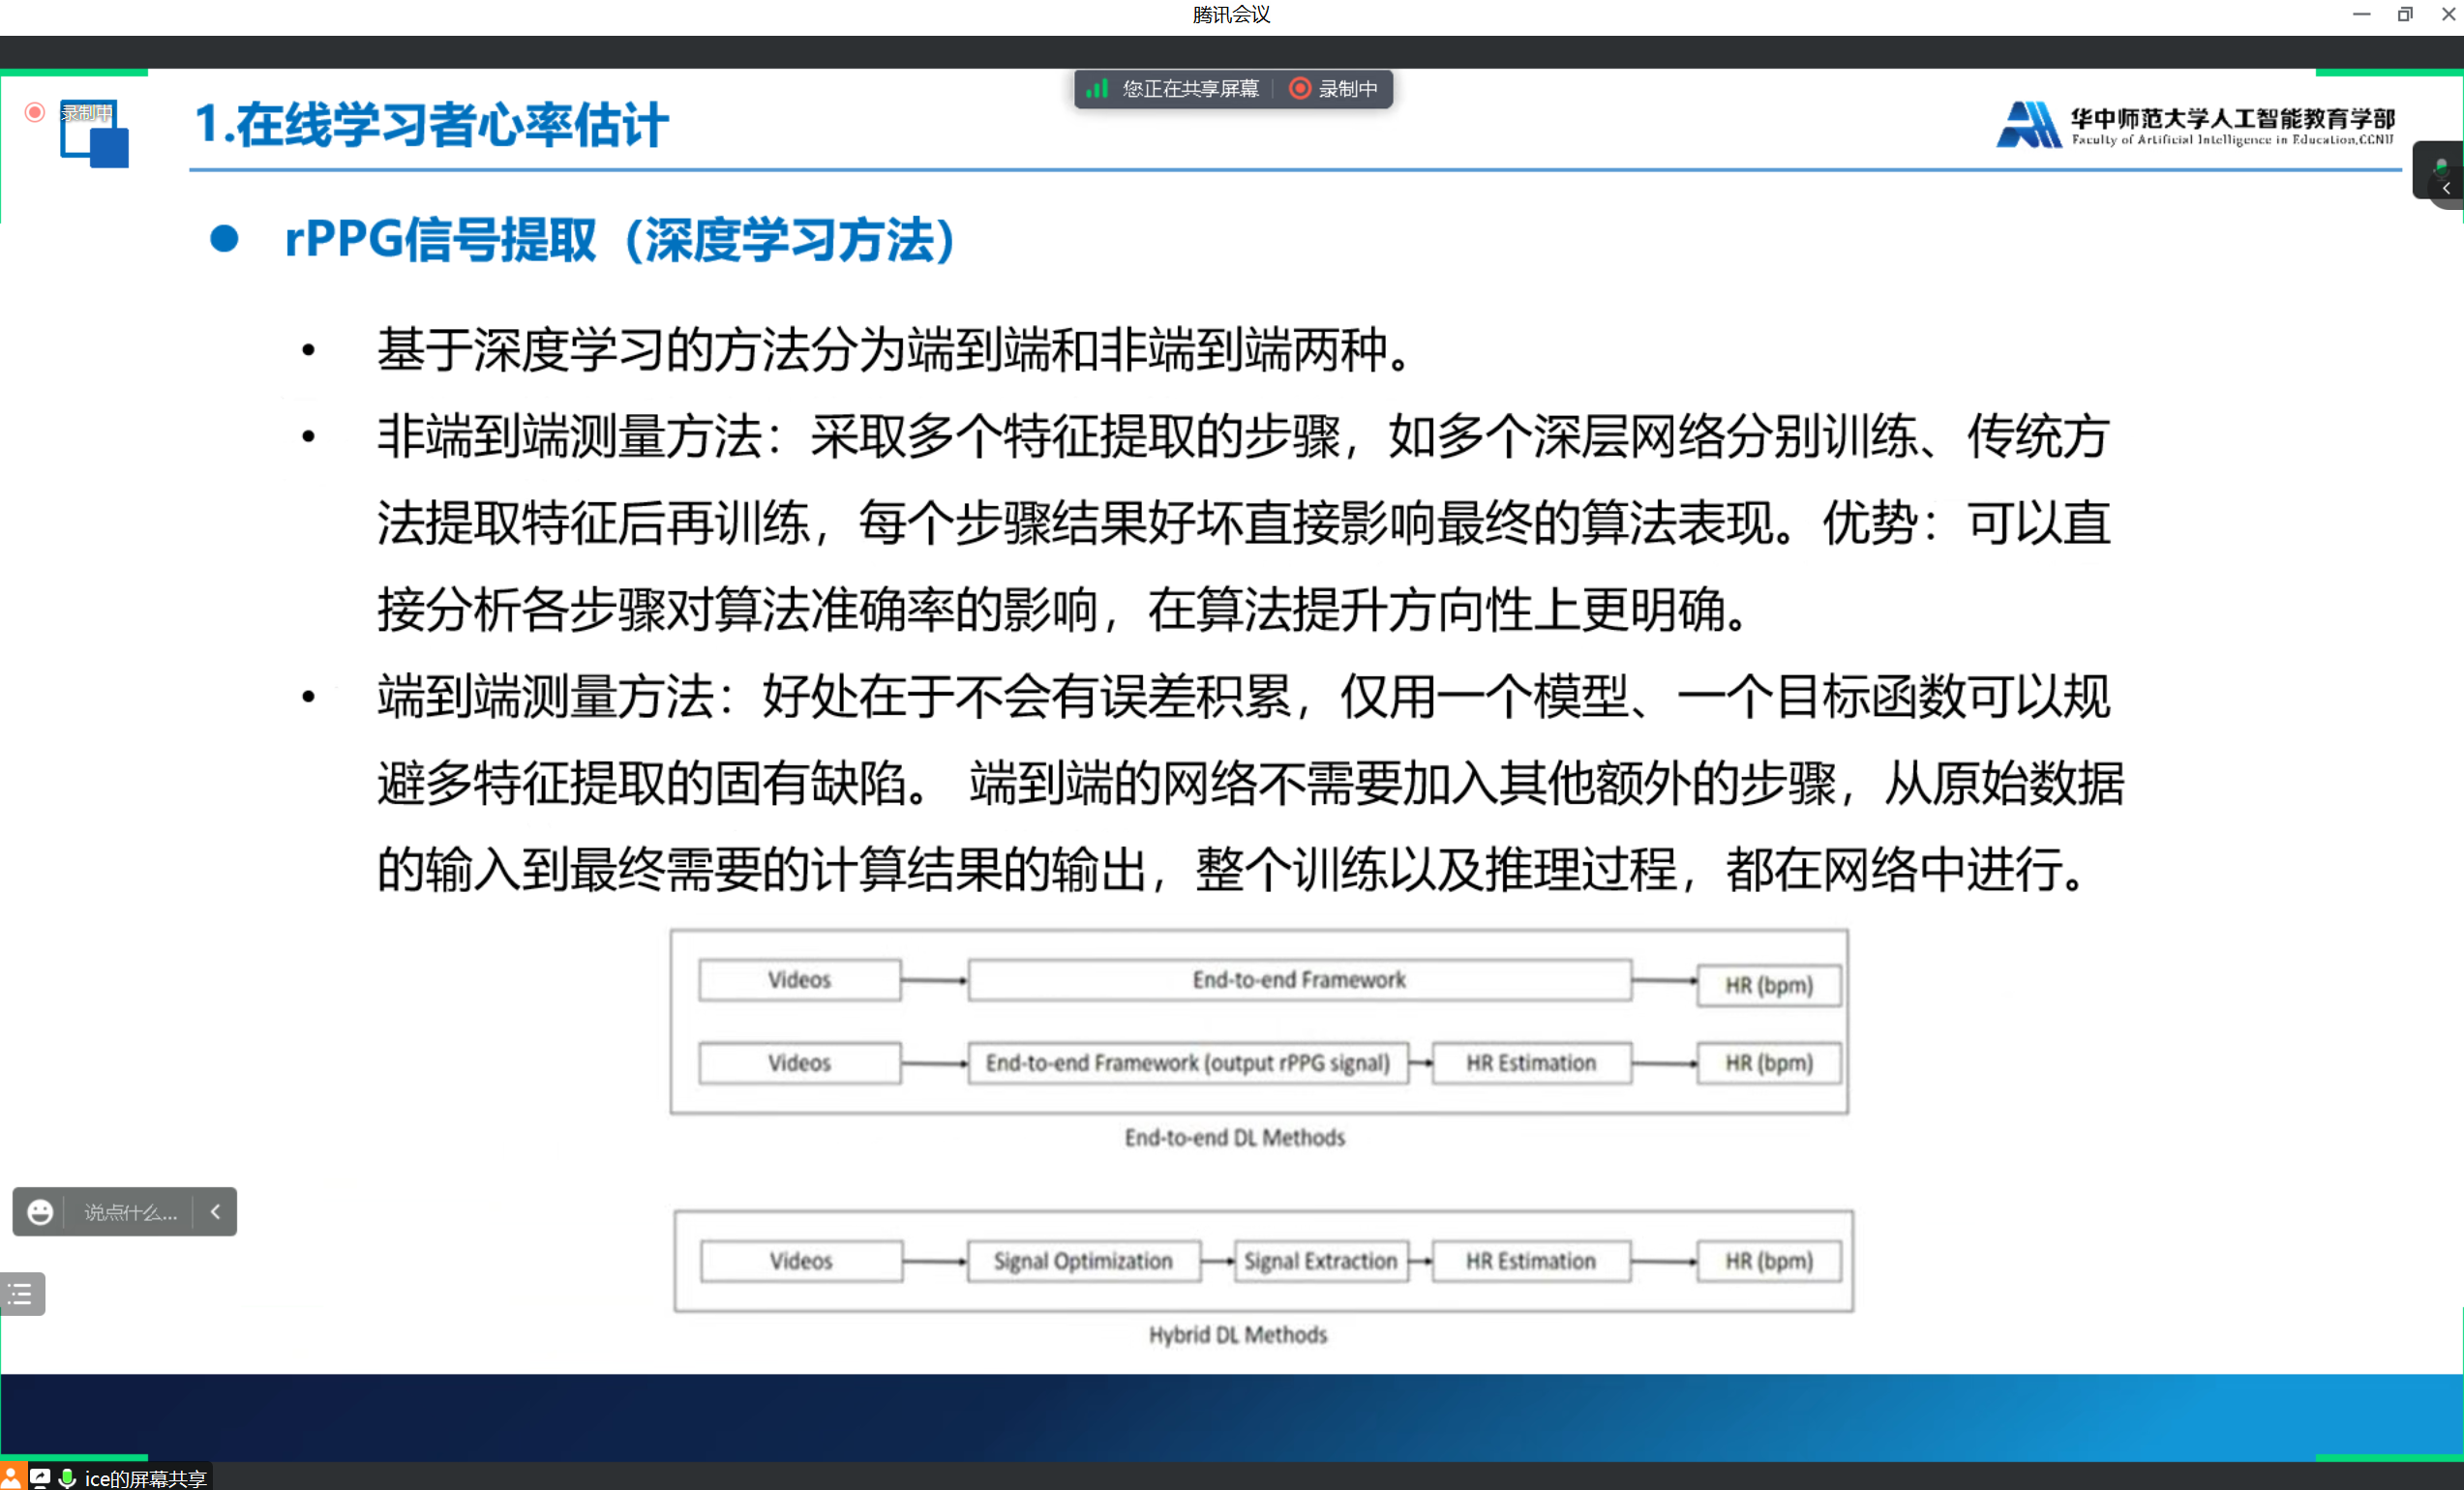 腾讯会议
您正在共享屏幕
录制中
录制中
1.在线学习者心率估计
华中师范大学人工智能教育学部
Faculty of Artificial Intelligence in Education,CCNU
rPPG信号提取（深度学习方法）
• 基于深度学习的方法分为端到端和非端到端两种。
• 非端到端测量方法：采取多个特征提取的步骤，如多个深层网络分别训练、传统方
法提取特征后再训练，每个步骤结果好坏直接影响最终的算法表现。优势：可以直
接分析各步骤对算法准确率的影响，在算法提升方向性上更明确。
• 端到端测量方法：好处在于不会有误差积累，仅用一个模型、一个目标函数可以规
避多特征提取的固有缺陷。 端到端的网络不需要加入其他额外的步骤，从原始数据
的输入到最终需要的计算结果的输出，整个训练以及推理过程，都在网络中进行。
Videos
End-to-end Framework
HR (bpm)
Videos
End-to-end Framework (output rPPG signal)
HR Estimation
HR (bpm)
End-to-end DL Methods
说点什么...
Videos
Signal Optimization
Signal Extraction
HR Estimation
HR (bpm)
Hybrid DL Methods
ice的屏幕共享